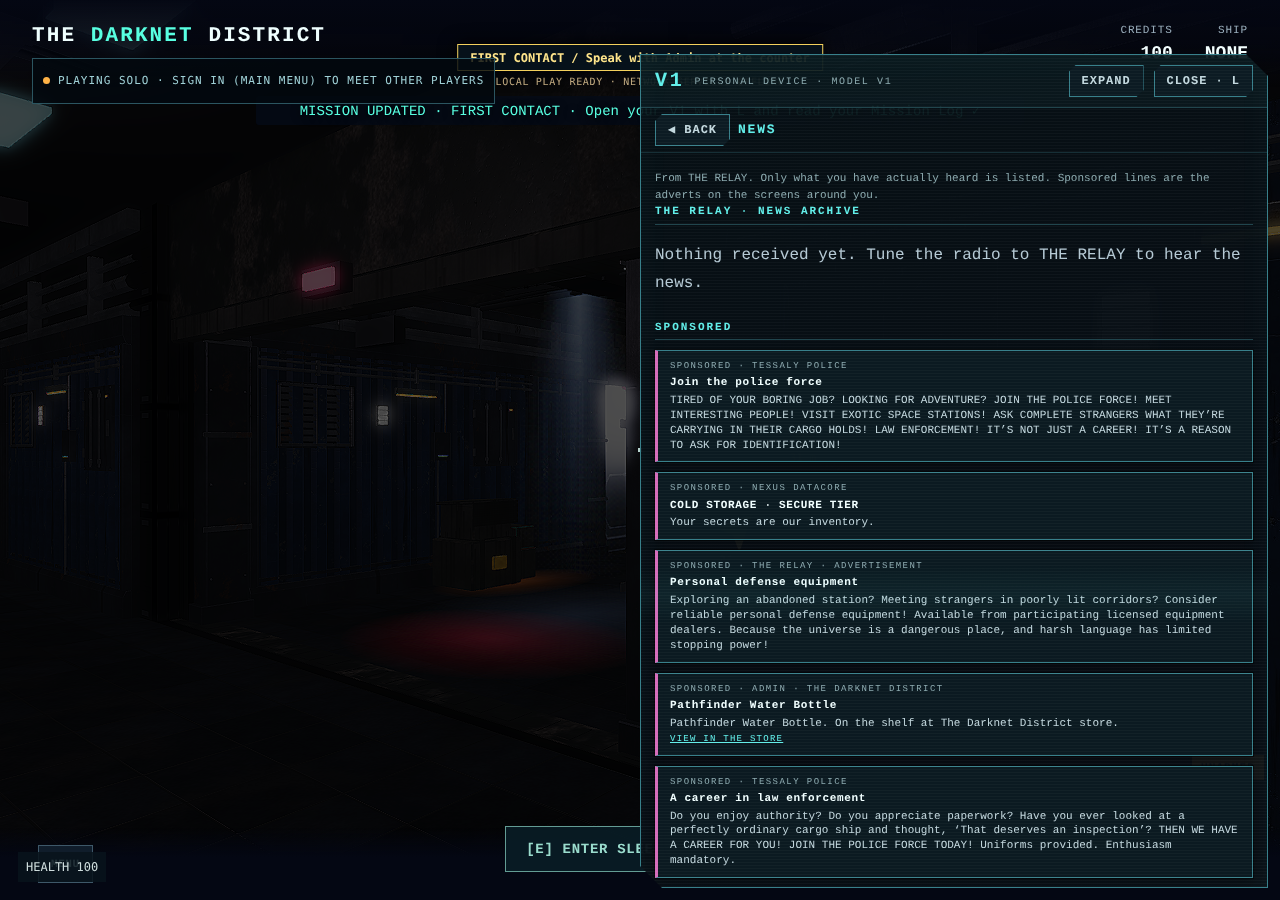 THE DARKNET DISTRICT
CREDITS SHIP
100 NONE
FIRST CONTACT / Speak with Admin at the counter
PLAYING SOLO · SIGN IN (MAIN MENU) TO MEET OTHER PLAYERS
LOCAL PLAY READY · NET
MISSION UPDATED · FIRST CONTACT · Open your V1 with L and read your Mission Log
V1 PERSONAL DEVICE · MODEL V1
EXPAND
CLOSE · L
◀ BACK
NEWS
From THE RELAY. Only what you have actually heard is listed. Sponsored lines are the
adverts on the screens around you.
THE RELAY · NEWS ARCHIVE
Nothing received yet. Tune the radio to THE RELAY to hear the
news.
SPONSORED
SPONSORED · TESSALY POLICE
Join the police force
TIRED OF YOUR BORING JOB? LOOKING FOR ADVENTURE? JOIN THE POLICE FORCE! MEET
INTERESTING PEOPLE! VISIT EXOTIC SPACE STATIONS! ASK COMPLETE STRANGERS WHAT THEY’RE
CARRYING IN THEIR CARGO HOLDS! LAW ENFORCEMENT! IT’S NOT JUST A CAREER! IT’S A REASON
TO ASK FOR IDENTIFICATION!
SPONSORED · NEXUS DATACORE
COLD STORAGE · SECURE TIER
Your secrets are our inventory.
SPONSORED · THE RELAY · ADVERTISEMENT
Personal defense equipment
Exploring an abandoned station? Meeting strangers in poorly lit corridors? Consider
reliable personal defense equipment! Available from participating licensed equipment
dealers. Because the universe is a dangerous place, and harsh language has limited
stopping power!
SPONSORED · ADMIN · THE DARKNET DISTRICT
Pathfinder Water Bottle
Pathfinder Water Bottle. On the shelf at The Darknet District store.
VIEW IN THE STORE
SPONSORED · TESSALY POLICE
A career in law enforcement
Do you enjoy authority? Do you appreciate paperwork? Have you ever looked at a
perfectly ordinary cargo ship and thought, ‘That deserves an inspection’? THEN WE HAVE
A CAREER FOR YOU! JOIN THE POLICE FORCE TODAY! Uniforms provided. Enthusiasm
mandatory.
[E] ENTER SLE
HEALTH 100